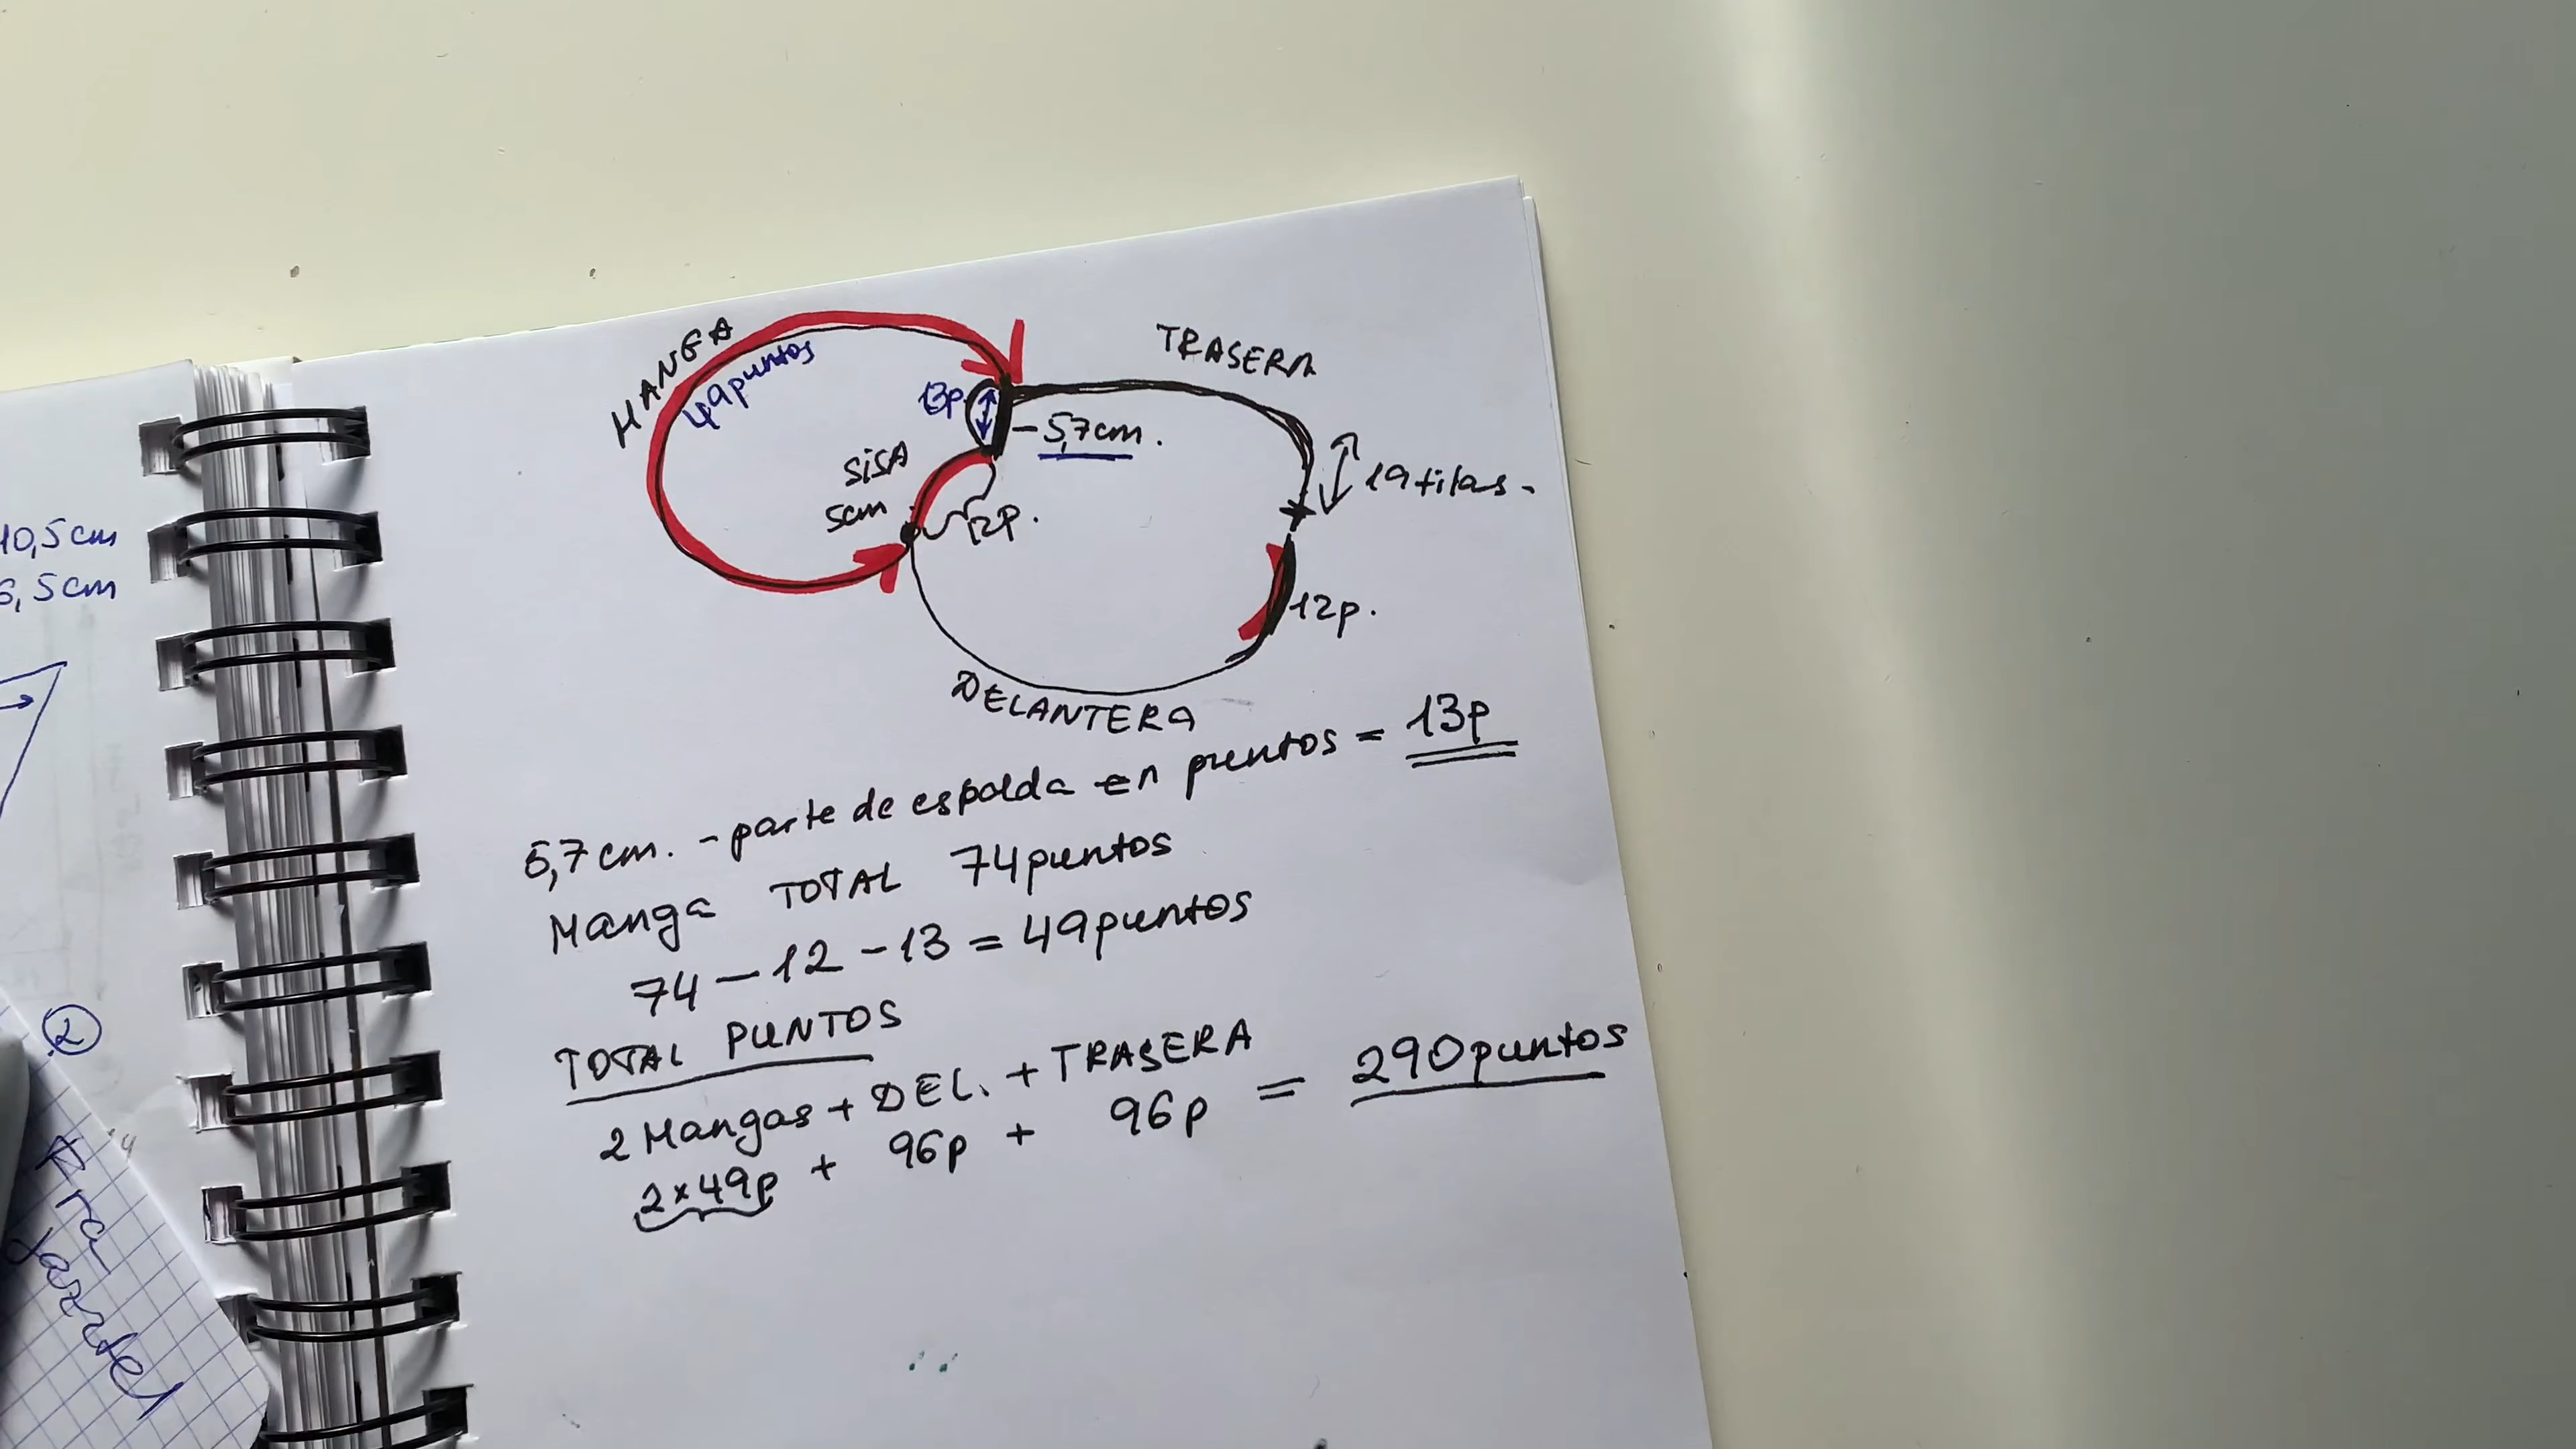 10,5cm
6,5cm
2
MANGA
49puntos
TRASERA
13p.
-5,7cm.
19filas-
SiSA
5cm
12p.
12p.
DELANTERA
5,7cm. -parte de espalda en puntos = 13p
Manga TOTAL 74puntos
74-12-13=49puntos
TOTAL PUNTOS
2 Mangas + DEL. + TRASERA
2x49p + 96p + 96p = 290puntos